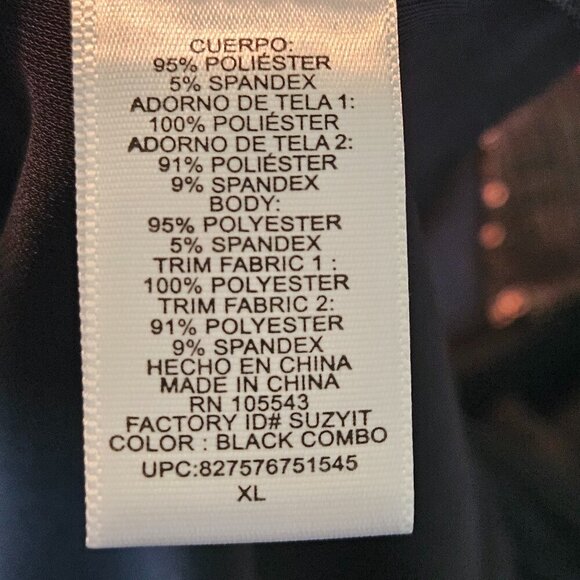 CUERPO:
95% POLIÉSTER
5% SPANDEX
ADORNO DE TELA 1:
100% POLIÉSTER
ADORNO DE TELA 2:
91% POLIÉSTER
9% SPANDEX
BODY:
95% POLYESTER
5% SPANDEX
TRIM FABRIC 1 :
100% POLYESTER
TRIM FABRIC 2:
91% POLYESTER
9% SPANDEX
HECHO EN CHINA
MADE IN CHINA
RN 105543
FACTORY ID# SUZYIT
COLOR : BLACK COMBO
UPC:827576751545
XL